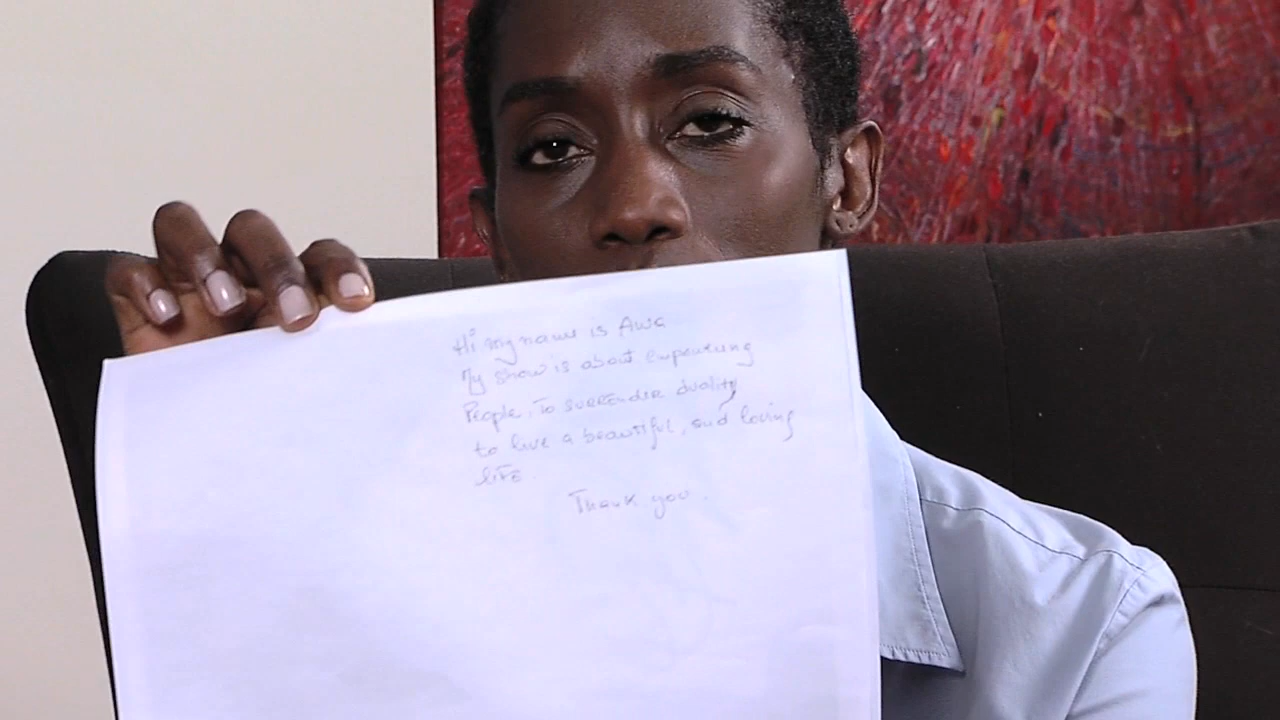 Hi my name is Awa
My show is about empowering
People, To surrender duality
to live a beautiful, and loving
life.
Thank you.